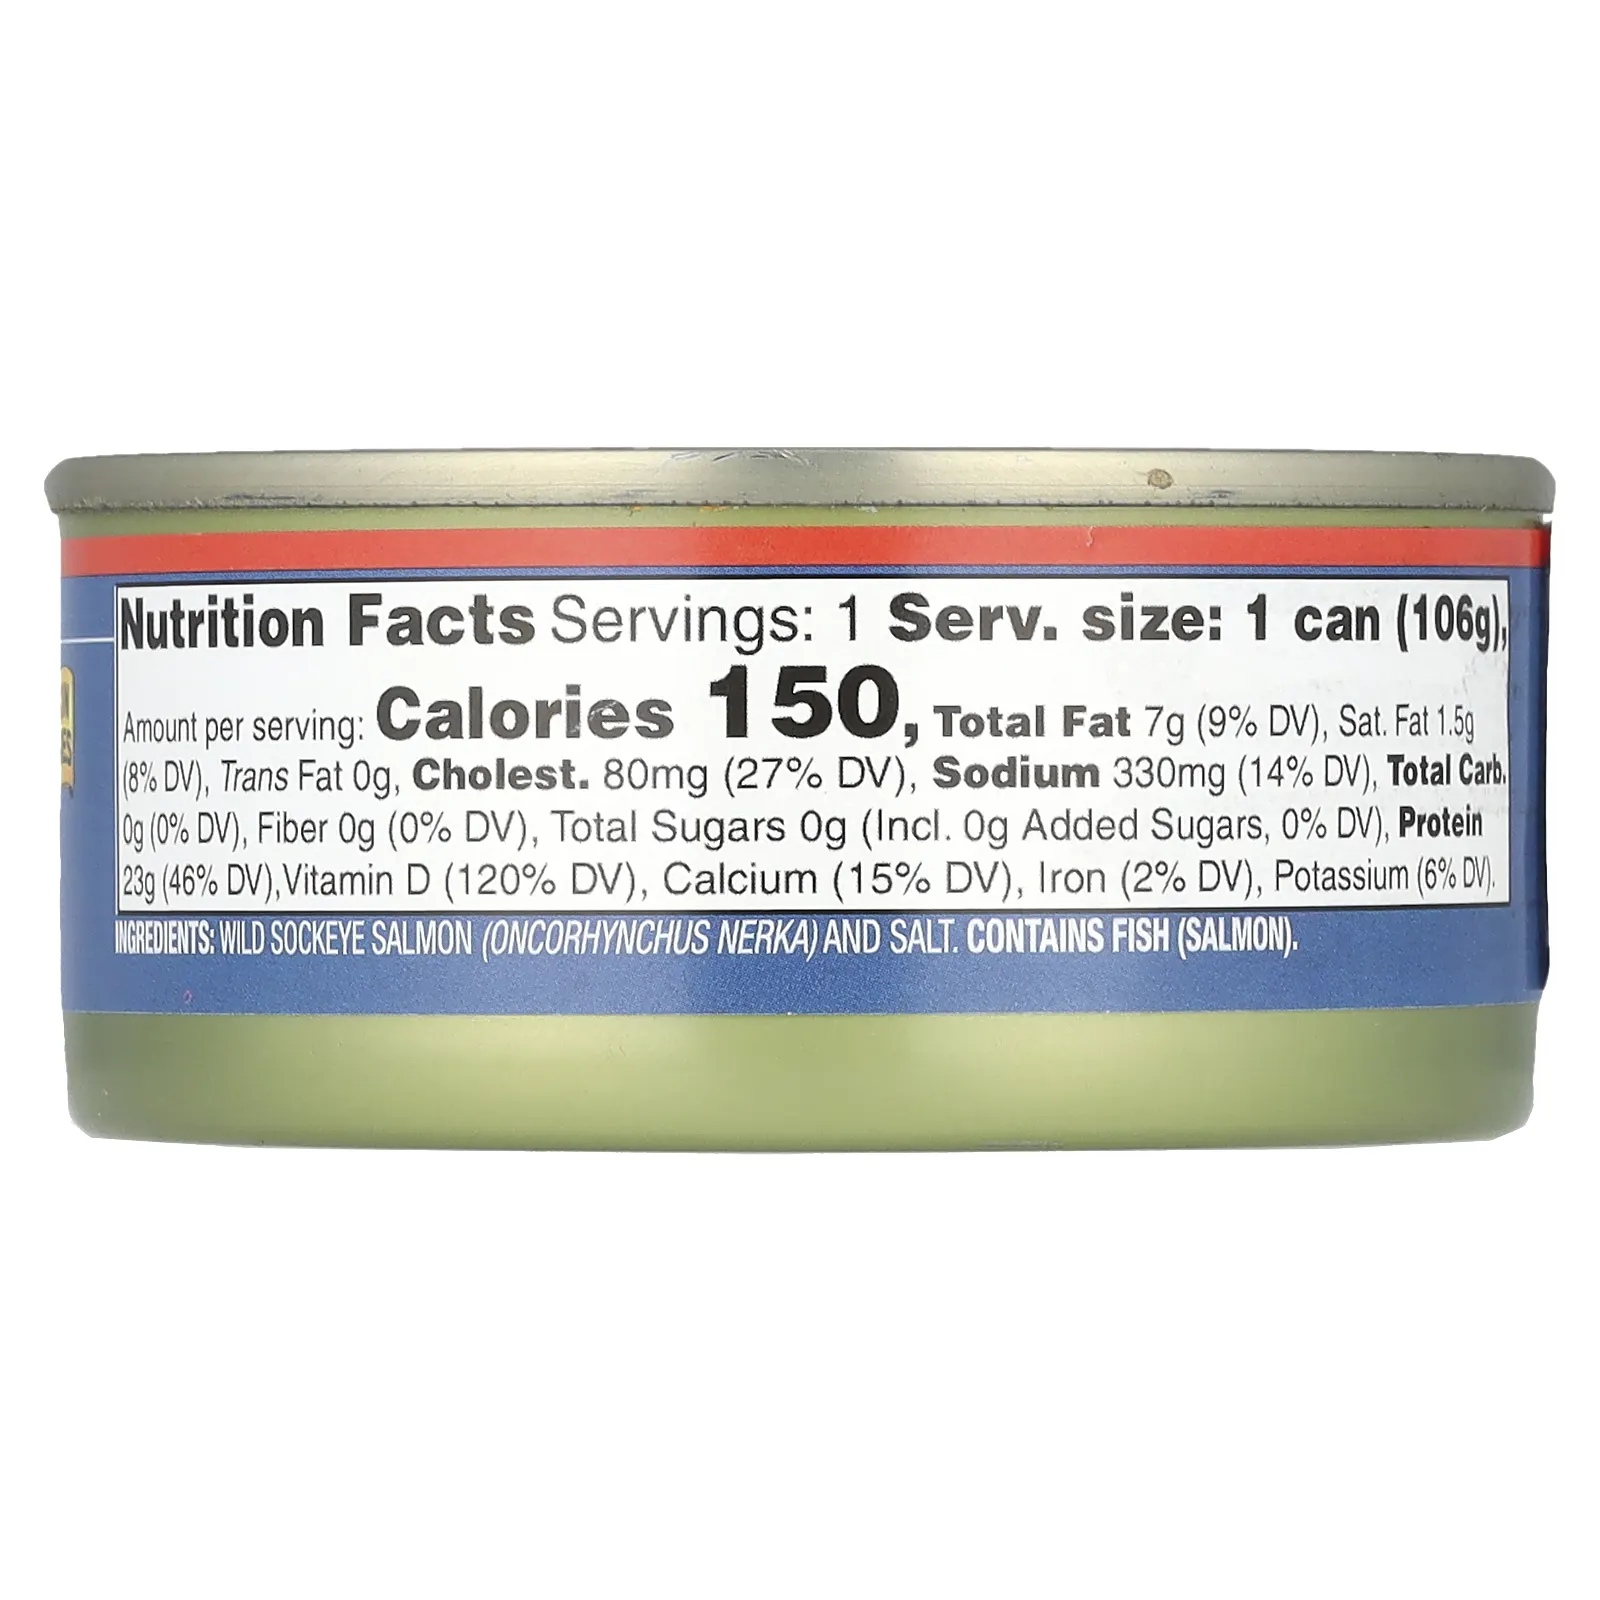 Nutrition Facts Servings: 1 Serv. size: 1 can (106g),
Amount per serving: Calories 150, Total Fat 7g (9% DV), Sat. Fat 1.5g
(8% DV), Trans Fat 0g, Cholest. 80mg (27% DV), Sodium 330mg (14% DV), Total Carb.
0g (0% DV), Fiber 0g (0% DV), Total Sugars 0g (Incl. 0g Added Sugars, 0% DV), Protein
23g (46% DV),Vitamin D (120% DV), Calcium (15% DV), Iron (2% DV), Potassium (6% DV).
INGREDIENTS: WILD SOCKEYE SALMON (ONCORHYNCHUS NERKA) AND SALT. CONTAINS FISH (SALMON).